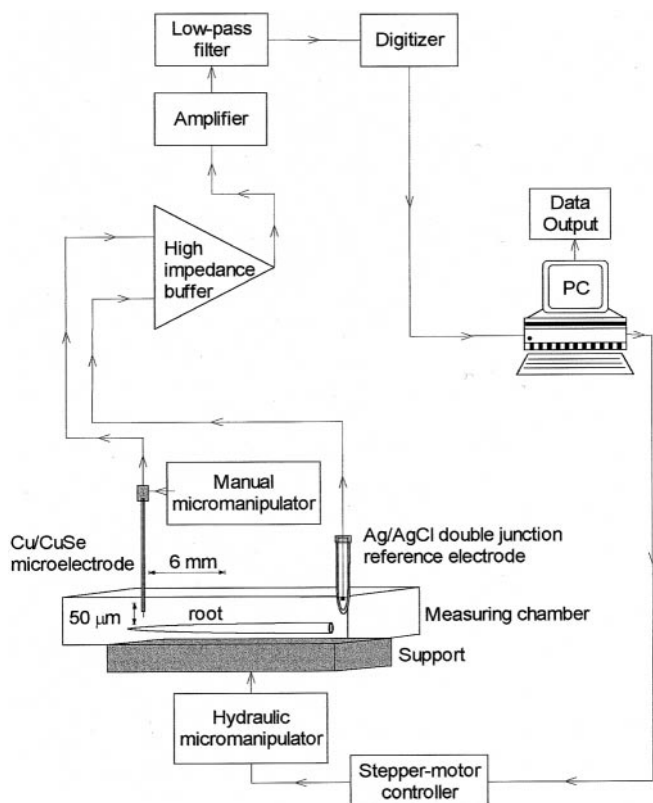 Low-pass
filter
Digitizer
Amplifier
Data
Output
High
impedance
buffer
PC
Manual
micromanipulator
Cu/CuSe
microelectrode
6 mm
Ag/AgCl double junction
reference electrode
50 μm
root
Measuring chamber
Support
Hydraulic
micromanipulator
Stepper-motor
controller